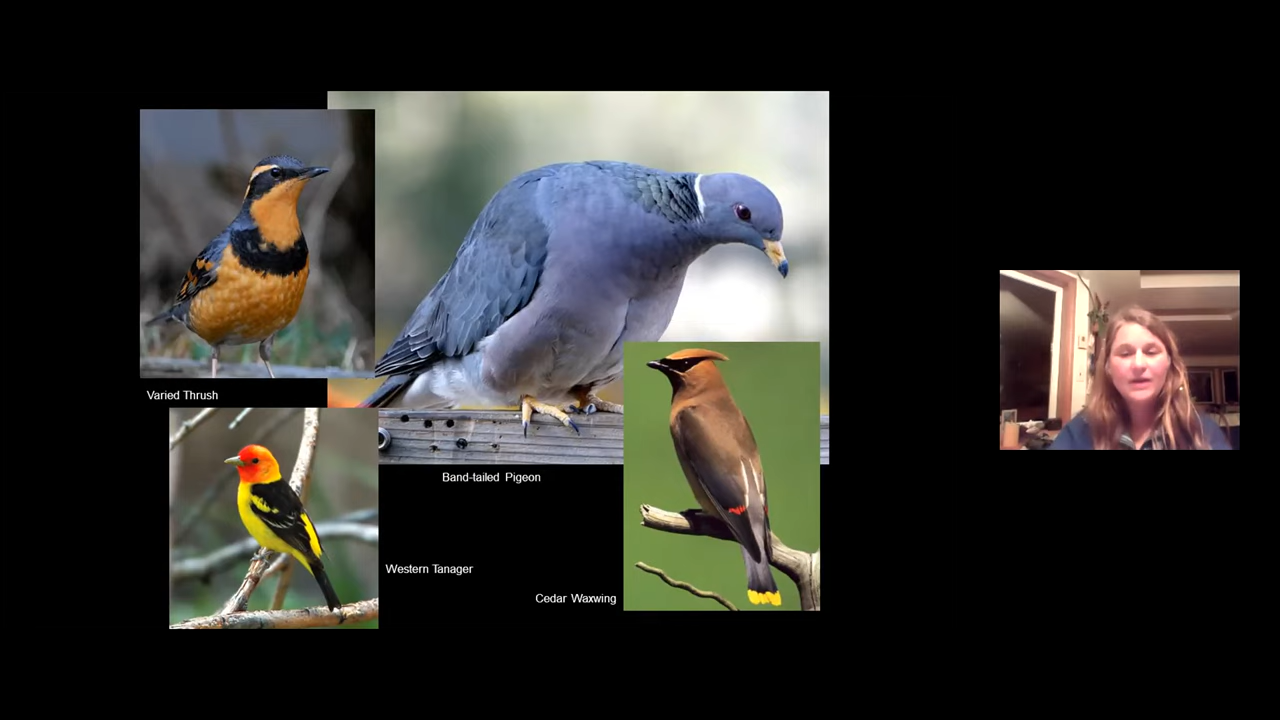 Varied Thrush
Band-tailed Pigeon
Western Tanager
Cedar Waxwing